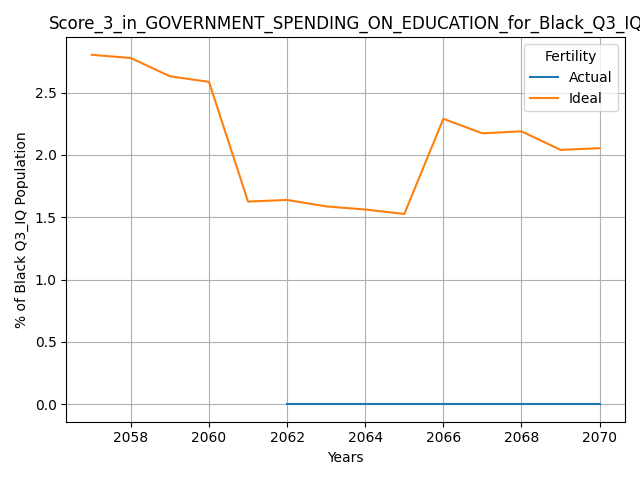 Score_3_in_GOVERNMENT_SPENDING_ON_EDUCATION_for_Black_Q3_IQ
Fertility
Actual
Ideal
% of Black Q3_IQ Population
2.5
2.0
1.5
1.0
0.5
0.0
2058 2060 2062 2064 2066 2068 2070
Years